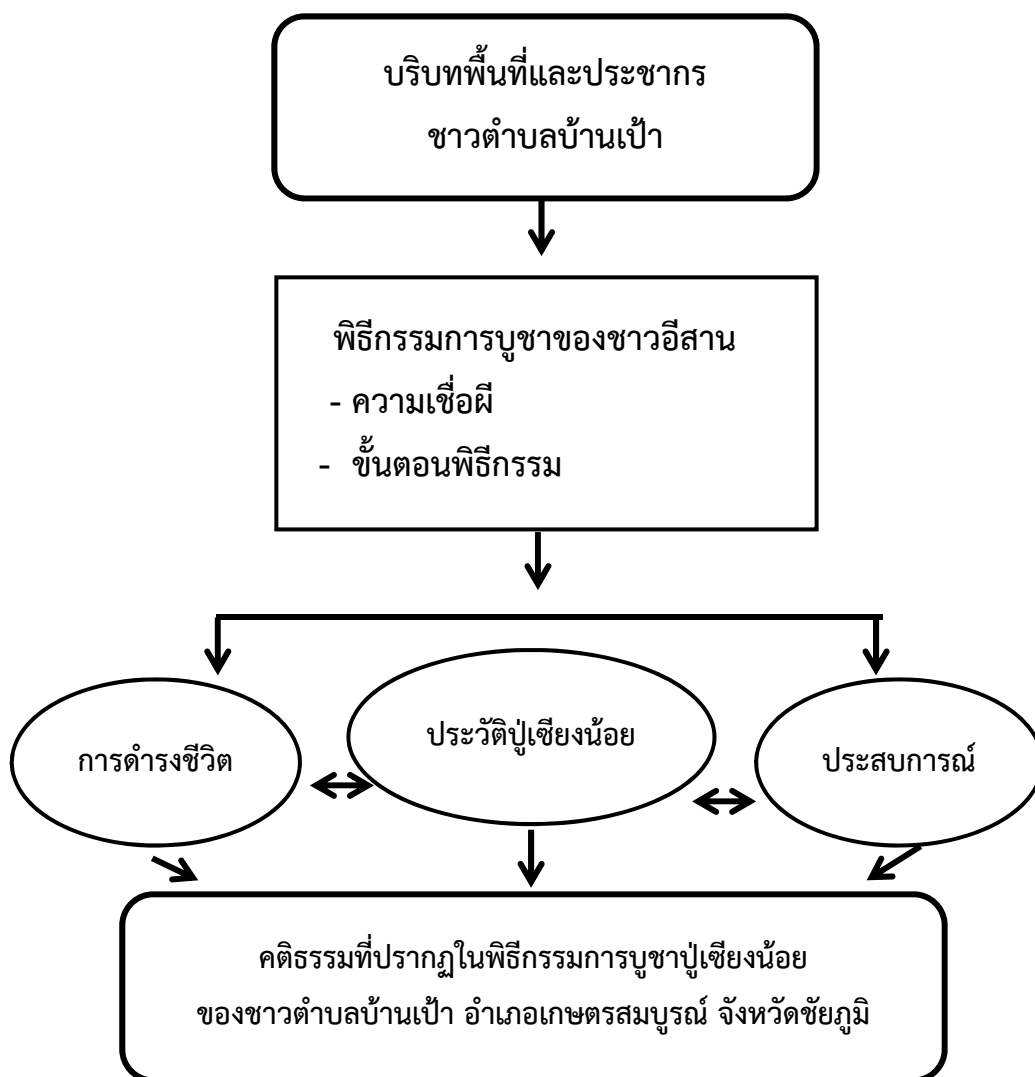 บริบทพื้นที่และประชากร
ชาวตำบลบ้านเป้า
พิธีกรรมการบูชาของชาวอีสาน
- ความเชื่อผี
- ขั้นตอนพิธีกรรม
การดำรงชีวิต
ประวัติปู่เซียงน้อย
ประสบการณ์
คติธรรมที่ปรากฏในพิธีกรรมการบูชาปู่เซียงน้อย
ของชาวตำบลบ้านเป้า อำเภอเกษตรสมบูรณ์ จังหวัดชัยภูมิ